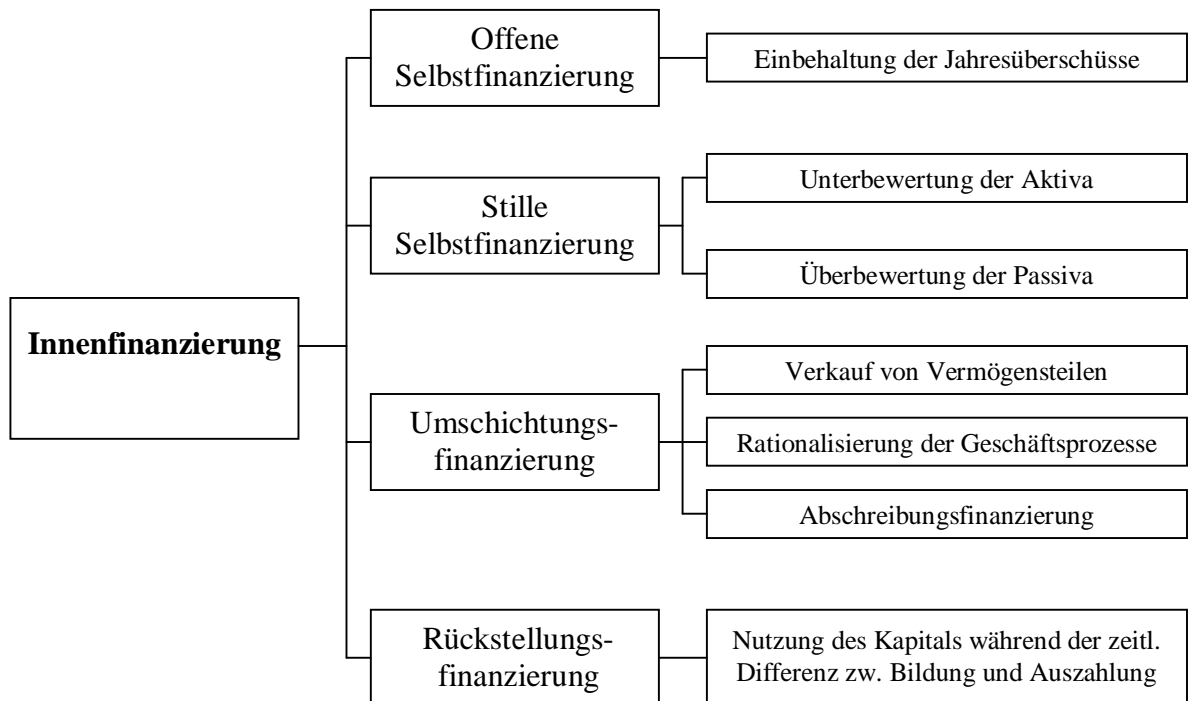 Offene
Selbstfinanzierung
Einbehaltung der Jahresüberschüsse
Stille
Selbstfinanzierung
Unterbewertung der Aktiva
Überbewertung der Passiva
Innenfinanzierung
Umschichtungs-
finanzierung
Verkauf von Vermögensteilen
Rationalisierung der Geschäftsprozesse
Abschreibungsfinanzierung
Rückstellungs-
finanzierung
Nutzung des Kapitals während der zeitl.
Differenz zw. Bildung und Auszahlung